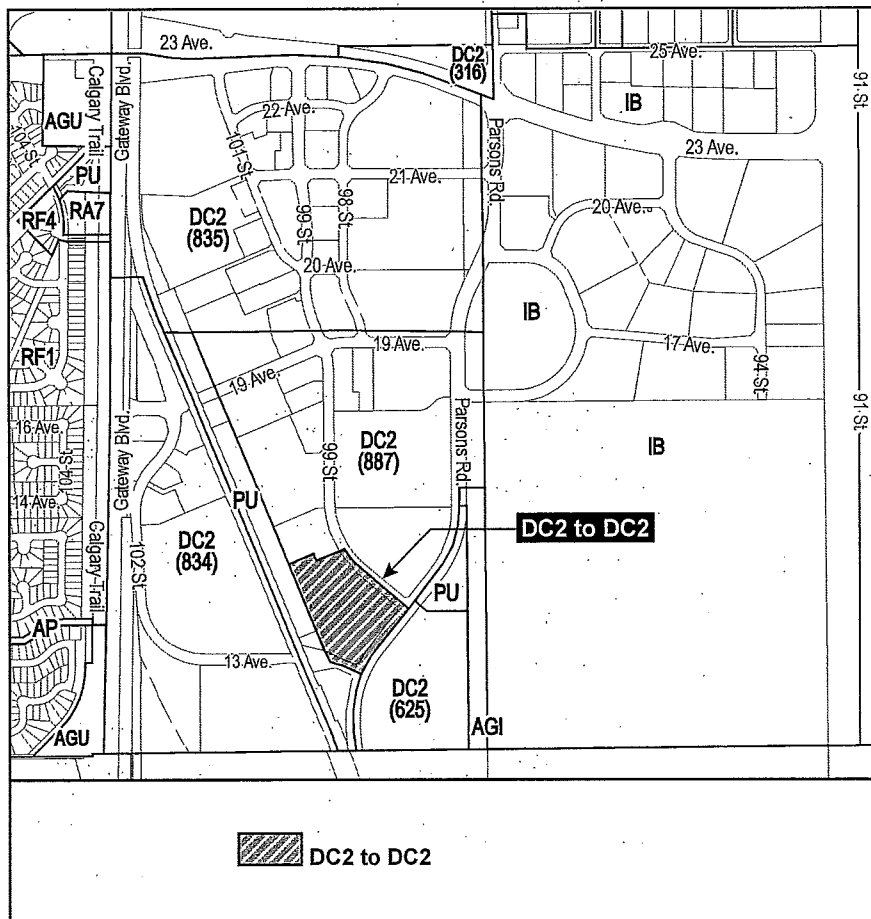 23 Ave.
DC2
(316)
25 Ave.
91 St.
Calgary Trail
Gateway Blvd.
AGU
104 St.
22 Ave.
IB
101 St.
Parsons Rd.
23 Ave.
PU
21 Ave.
RF4
RA7
DC2
(835)
99 St.
98 St.
20 Ave.
20 Ave.
IB
RF1
19 Ave.
17 Ave.
19 Ave.
94 St.
16 Ave.
104 St.
Gateway Blvd.
Parsons Rd.
91 St.
DC2
(887)
99 St.
IB
14 Ave.
PU
DC2 to DC2
Calgary Trail
102 St.
DC2
(834)
PU
AP
13 Ave.
DC2
(625)
AGU
AGI
DC2 to DC2